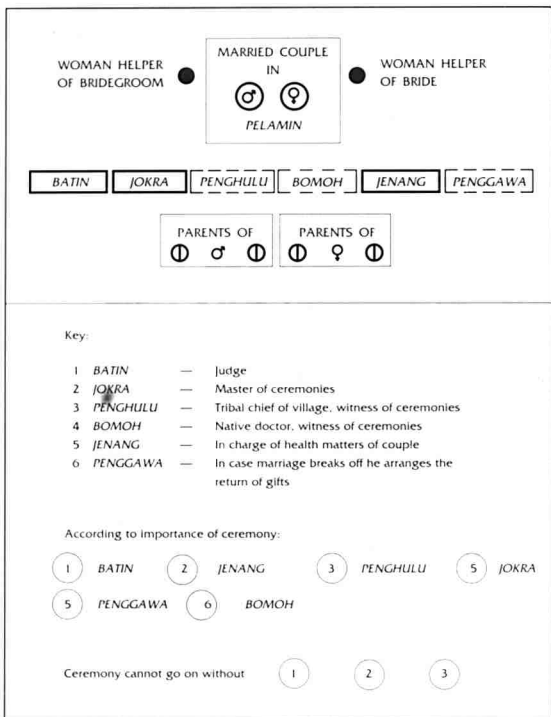 MARRIED COUPLE
IN
♂ ♀
PELAMIN
WOMAN HELPER
OF BRIDEGROOM
WOMAN HELPER
OF BRIDE
BATIN JOKRA PENGHULU BOMOH JENANG PENGGAWA
PARENTS OF
♂
PARENTS OF
♀
Key:
1 BATIN — Judge
2 JOKRA — Master of ceremonies
3 PENGHULU — Tribal chief of village, witness of ceremonies
4 BOMOH — Native doctor, witness of ceremonies
5 JENANG — In charge of health matters of couple
6 PENGGAWA — In case marriage breaks off he arranges the
return of gifts
According to importance of ceremony:
1 BATIN 2 JENANG 3 PENGHULU 5 JOKRA
5 PENGGAWA 6 BOMOH
Ceremony cannot go on without 1 2 3